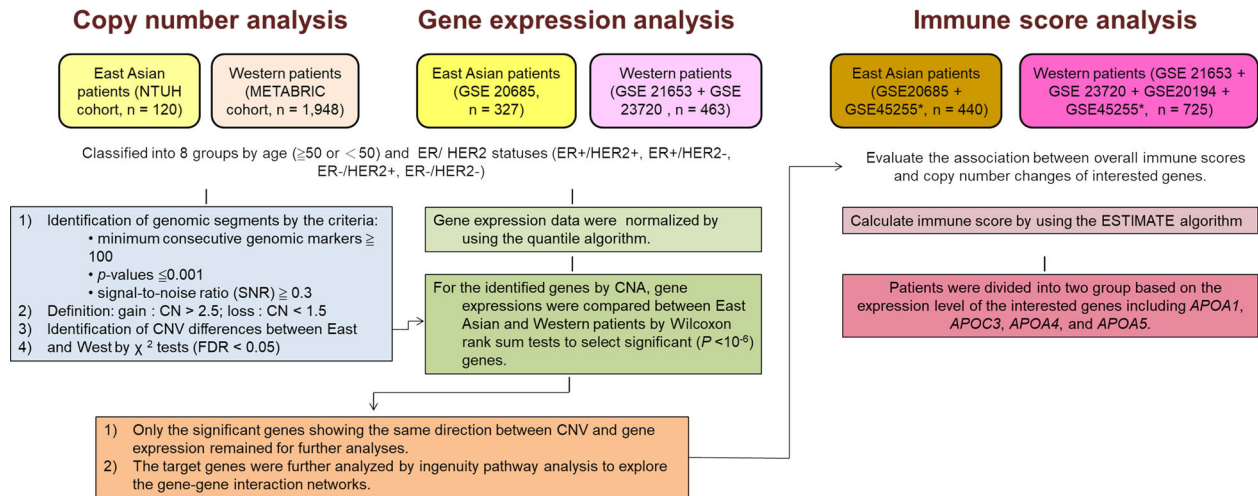 Copy number analysis
Gene expression analysis
Immune score analysis
East Asian
patients (NTUH
cohort, n = 120)
Western patients
(METABRIC
cohort, n = 1,948)
East Asian patients
(GSE 20685,
n = 327)
Western patients
(GSE 21653 + GSE
23720 , n = 463)
East Asian patients
(GSE20685 +
GSE45255*, n = 440)
Western patients (GSE 21653 +
GSE 23720 + GSE20194 +
GSE45255*, n = 725)
Classified into 8 groups by age (≧50 or ＜50) and ER/ HER2 statuses (ER+/HER2+, ER+/HER2-,
ER-/HER2+, ER-/HER2-)
Evaluate the association between overall immune scores
and copy number changes of interested genes.
1) Identification of genomic segments by the criteria:
• minimum consecutive genomic markers ≧
100
• p-values ≦0.001
• signal-to-noise ratio (SNR) ≧ 0.3
2) Definition: gain : CN > 2.5; loss : CN < 1.5
3) Identification of CNV differences between East
4) and West by χ ² tests (FDR < 0.05)
Gene expression data were normalized by
using the quantile algorithm.
For the identified genes by CNA, gene
expressions were compared between East
Asian and Western patients by Wilcoxon
rank sum tests to select significant (P <10⁻⁶)
genes.
Calculate immune score by using the ESTIMATE algorithm
Patients were divided into two group based on the
expression level of the interested genes including APOA1,
APOC3, APOA4, and APOA5.
1) Only the significant genes showing the same direction between CNV and gene
expression remained for further analyses.
2) The target genes were further analyzed by ingenuity pathway analysis to explore
the gene-gene interaction networks.